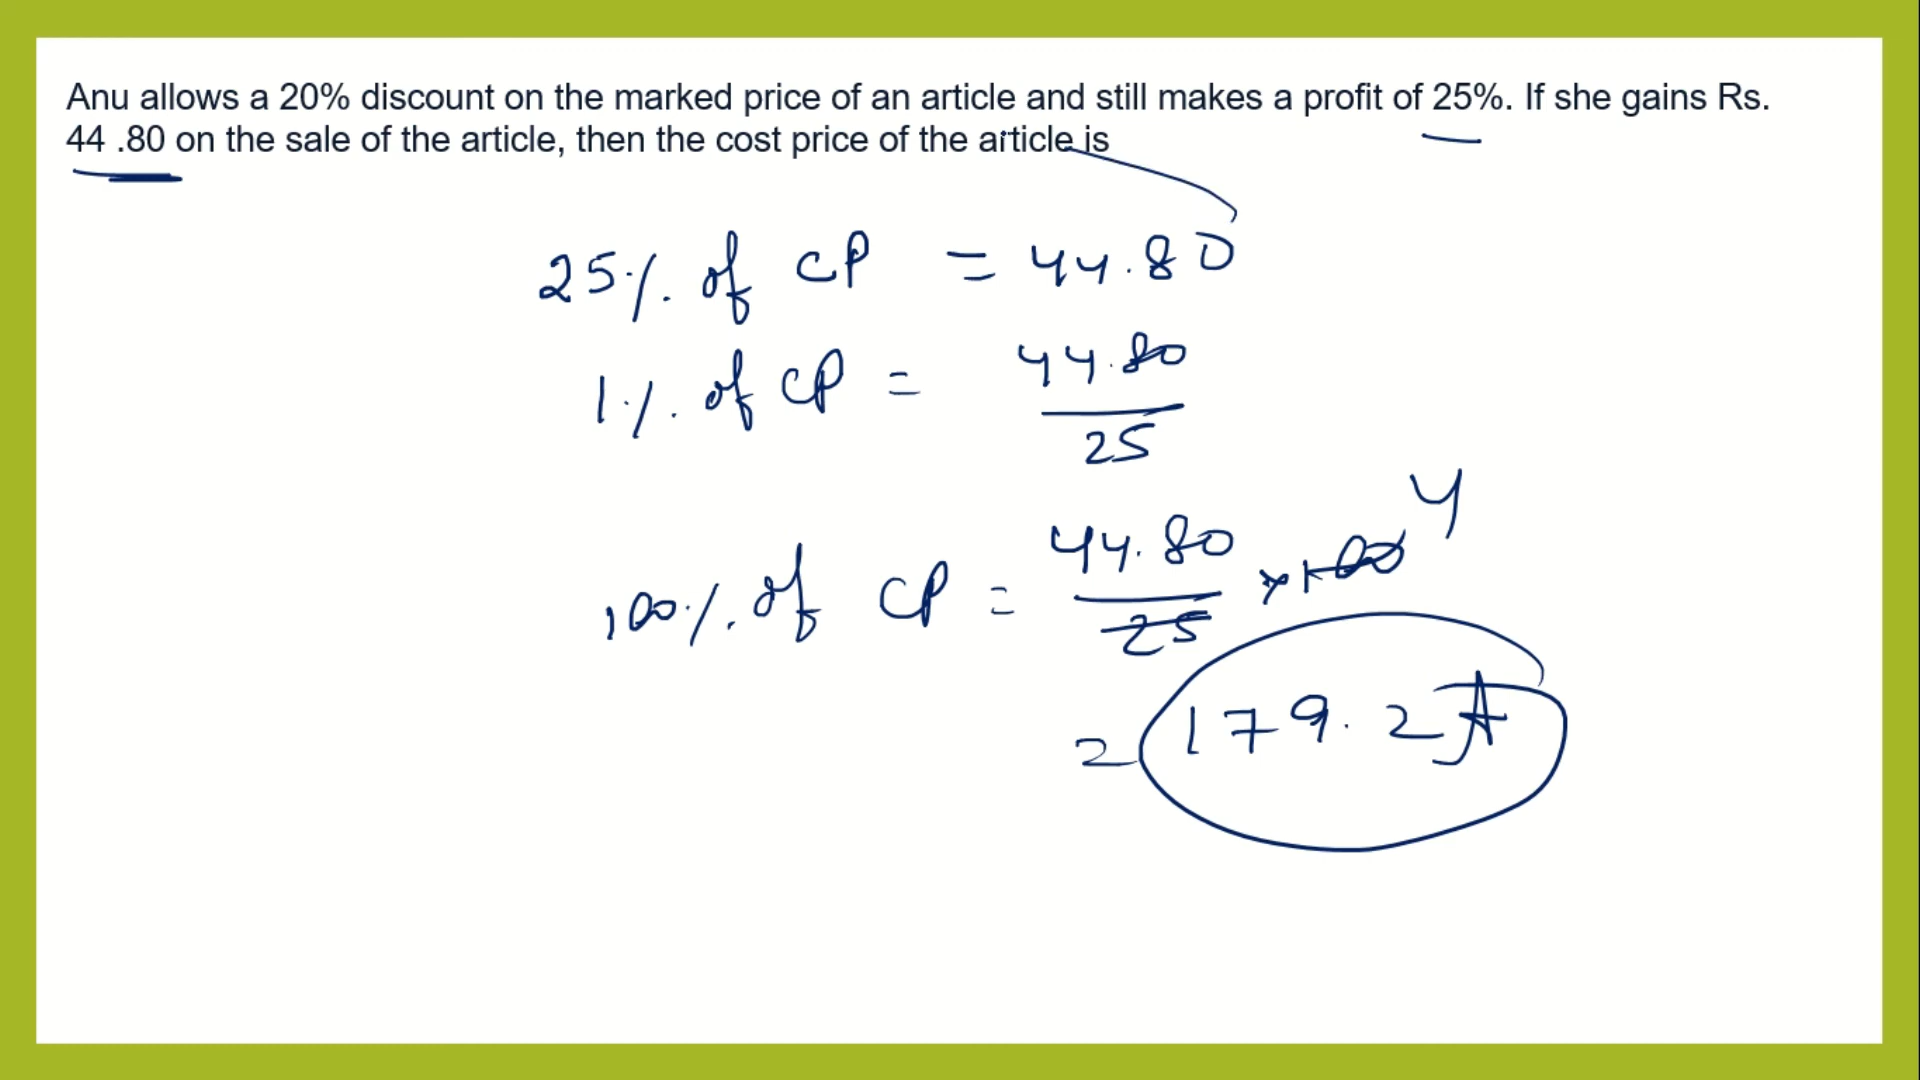 Anu allows a 20% discount on the marked price of an article and still makes a profit of 25%. If she gains Rs.
44 .80 on the sale of the article, then the cost price of the article is
25% of CP = 44.80
1% of CP = 44.80
25
100% of CP = 44.80 × 100 4
25
= 179.2